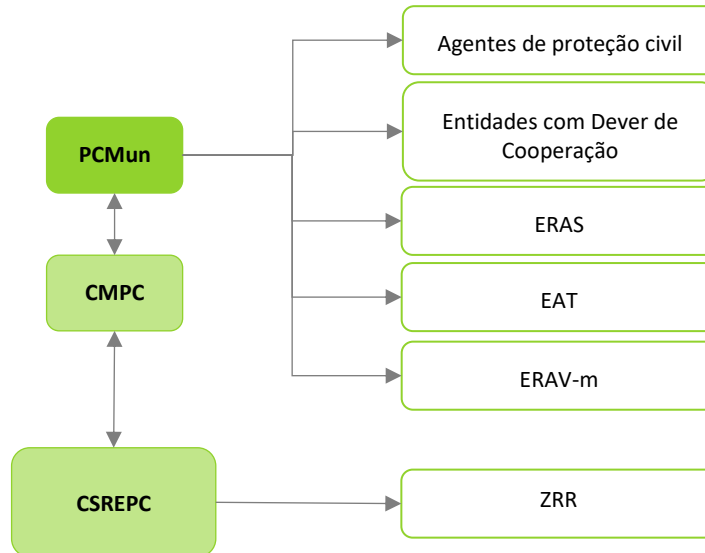 Agentes de proteção civil
PCMun
Entidades com Dever de
Cooperação
ERAS
CMPC
EAT
ERAV-m
CSREPC
ZRR